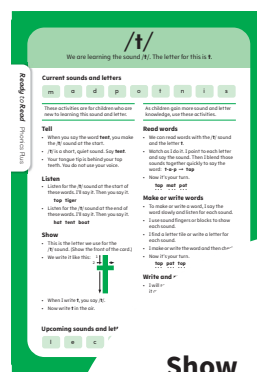 /t/
We are learning the sound /t/. The letter for this is t.
Ready to Read Phonics Plus
Current sounds and letters
m a d p o t n i s
These activities are for children who are
new to learning this sound and letter.
Tell
• When you say the word tent, you make
the /t/ sound at the start.
• /t/ is a short, quiet sound. Say tent.
• Your tongue tip is behind your top
teeth. You do not use your voice.
Listen
• Listen for the /t/ sound at the start of
these words. I'll say it. Then you say it.
top tiger
• Listen for the /t/ sound at the end of
these words. I'll say it. Then you say it.
hat tent boat
Show
• This is the letter we use for the
/t/ sound. (Show the front of the card.)
• We write it like this:
1
2
t
• When I write t, you say /t/.
• Now write t in the air.
As children gain more sound and letter
knowledge, use these activities.
Read words
• We can read words with the /t/ sound
and the letter t.
• Watch as I do it. I point to each letter
and say the sound. Then I blend those
sounds together quickly to say the
word: t-o-p → top
• Now it's your turn.
top mat pot
Make or write words
• To make or write a word, I say the
word slowly and listen for each sound.
• I use sound fingers or blocks to show
each sound.
• I find a letter tile or write a letter for
each sound.
• I make or write the word and then
• Now it's your turn.
top pat tap
Write and
• I will
Upcoming sounds and
l e c
Show